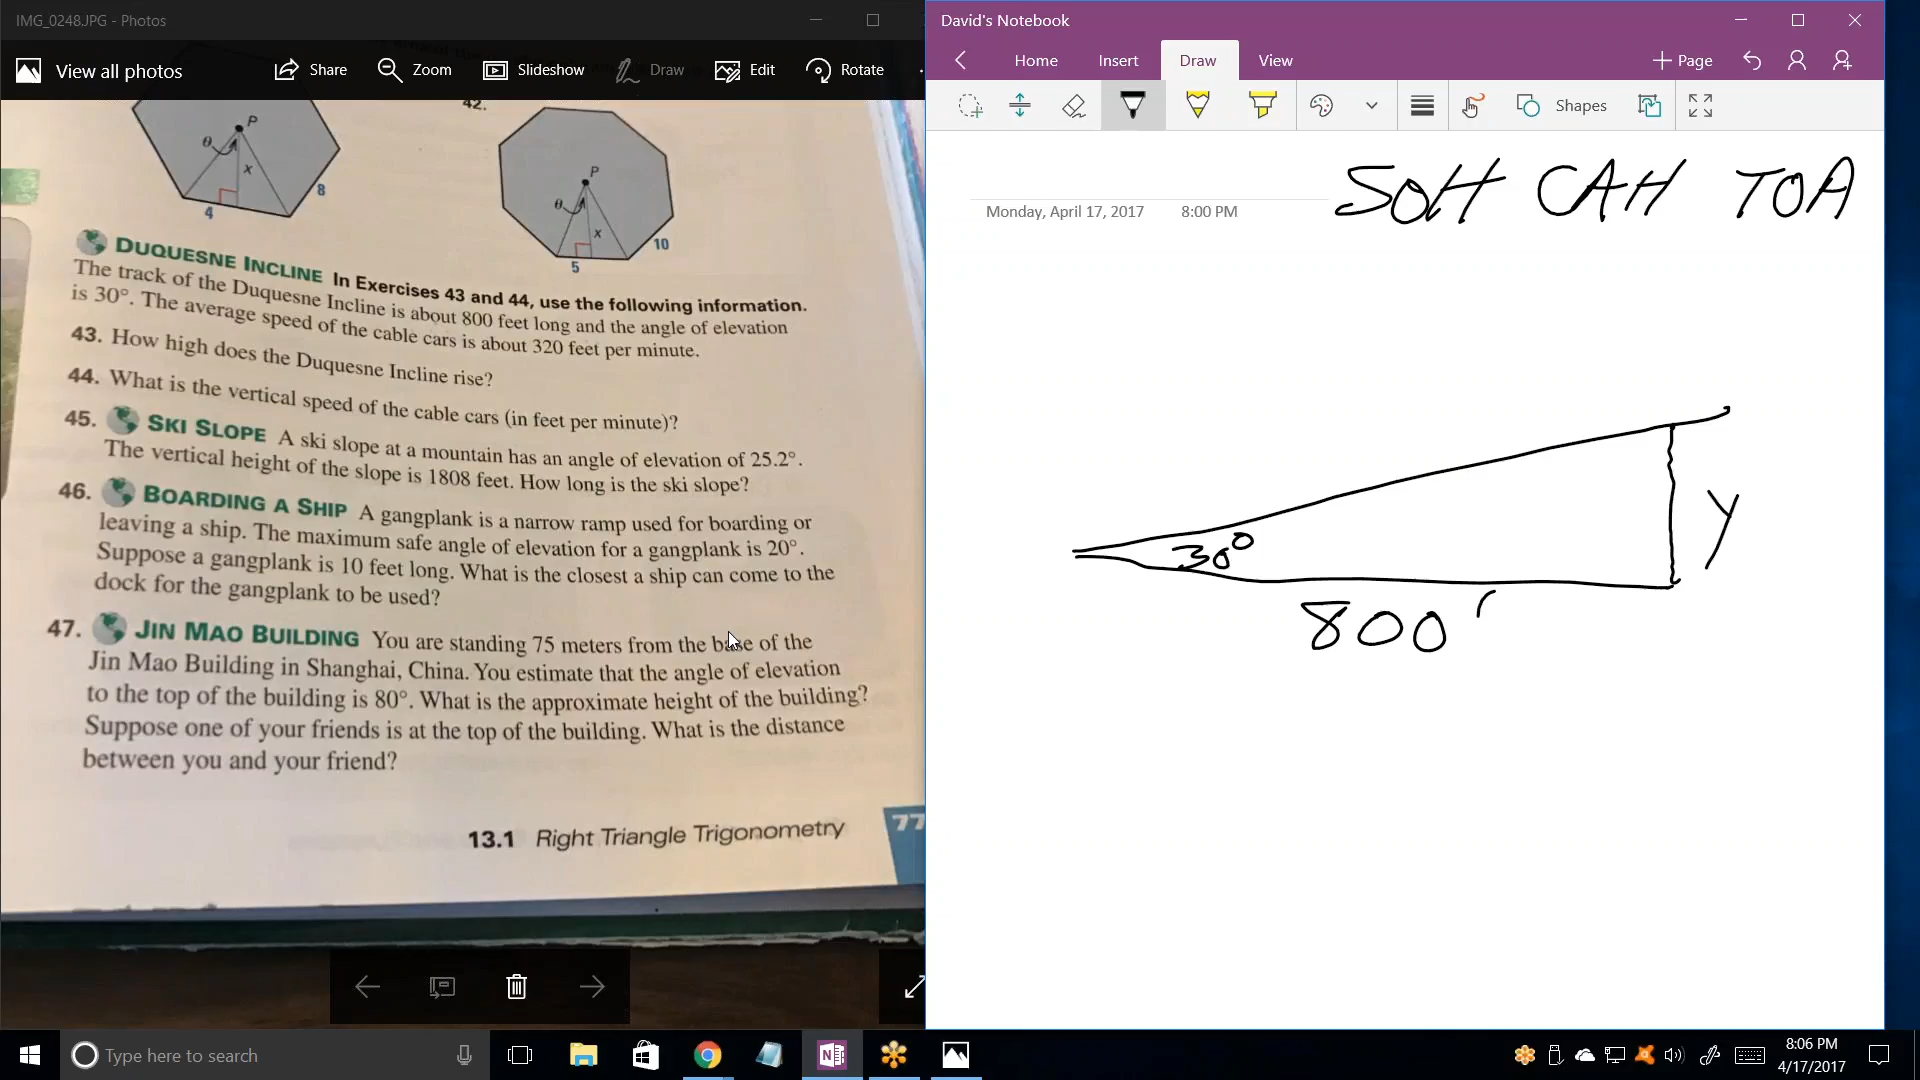 IMG_0248.JPG - Photos
View all photos
Share
Zoom
Slideshow
Draw
Edit
Rotate
42.
P
θ
x
8
4
P
θ
x
10
5
DUQUESNE INCLINE In Exercises 43 and 44, use the following information.
The track of the Duquesne Incline is about 800 feet long and the angle of elevation
is 30°. The average speed of the cable cars is about 320 feet per minute.
43. How high does the Duquesne Incline rise?
44. What is the vertical speed of the cable cars (in feet per minute)?
45. SKI SLOPE A ski slope at a mountain has an angle of elevation of 25.2°.
The vertical height of the slope is 1808 feet. How long is the ski slope?
46. BOARDING A SHIP A gangplank is a narrow ramp used for boarding or
leaving a ship. The maximum safe angle of elevation for a gangplank is 20°.
Suppose a gangplank is 10 feet long. What is the closest a ship can come to the
dock for the gangplank to be used?
47. JIN MAO BUILDING You are standing 75 meters from the base of the
Jin Mao Building in Shanghai, China. You estimate that the angle of elevation
to the top of the building is 80°. What is the approximate height of the building?
Suppose one of your friends is at the top of the building. What is the distance
between you and your friend?
13.1 Right Triangle Trigonometry
77
David's Notebook
Home
Insert
Draw
View
Page
Shapes
SOH CAH TOA
Monday, April 17, 2017 8:00 PM
30°
y
800'
Type here to search
8:06 PM
4/17/2017